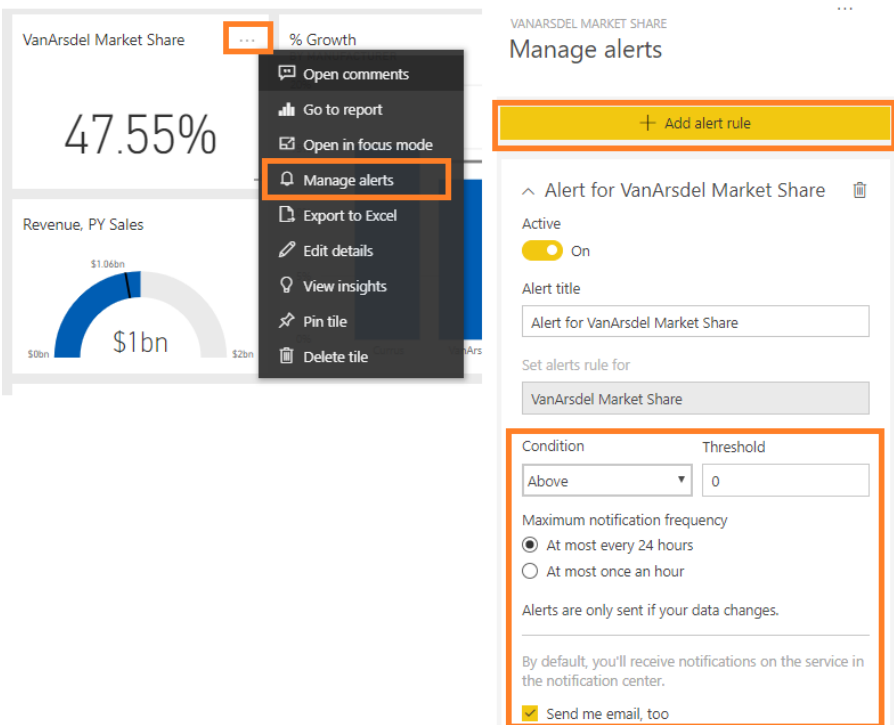 VanArsdel Market Share
...
% Growth
47.55%
Open comments
Go to report
Open in focus mode
Manage alerts
Export to Excel
Edit details
View insights
Pin tile
Delete tile
Revenue, PY Sales
$1.06bn
$1bn
$0bn
$2bn
VanArs
...
VANARSDEL MARKET SHARE
Manage alerts
+ Add alert rule
Alert for VanArsdel Market Share
Active
On
Alert title
Alert for VanArsdel Market Share
Set alerts rule for
VanArsdel Market Share
Condition Threshold
Above 0
Maximum notification frequency
At most every 24 hours
At most once an hour
Alerts are only sent if your data changes.
By default, you'll receive notifications on the service in
the notification center.
Send me email, too